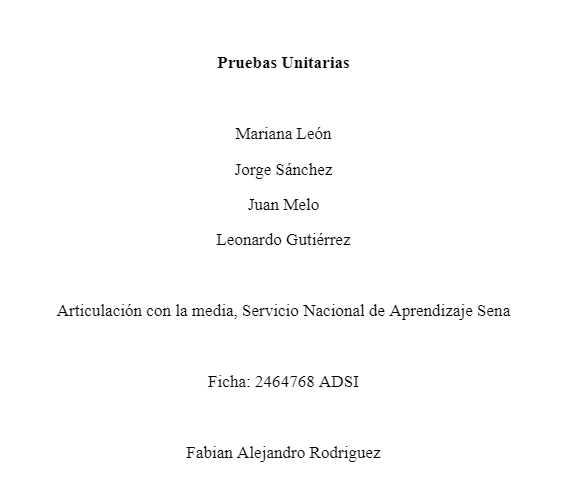 Pruebas Unitarias
Mariana León
Jorge Sánchez
Juan Melo
Leonardo Gutiérrez
Articulación con la media, Servicio Nacional de Aprendizaje Sena
Ficha: 2464768 ADSI
Fabian Alejandro Rodriguez